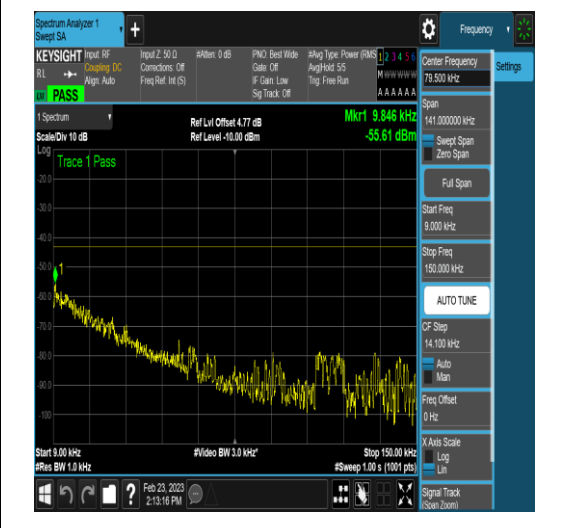 Spectrum Analyzer 1
Swept SA
+
Frequency
KEYSIGHT
RL
PASS
Input: RF
Coupling: DC
Align: Auto
Input Z: 50 Ω
Corrections: Off
Freq Ref: Int (S)
#Atten: 0 dB
PNO: Best Wide
Gate: Off
IF Gain: Low
Sig Track: Off
#Avg Type: Power (RMS
Avg|Hold: 5/5
Trig: Free Run
1 2 3 4 5 6
M W W W W W
A A A A A A
1 Spectrum
Scale/Div 10 dB
Ref Lvl Offset 4.77 dB
Ref Level -10.00 dBm
Mkr1 9.846 kHz
-55.61 dBm
Log
Trace 1 Pass
-20.0
-30.0
-40.0
-50.0
1
-60.0
-70.0
-80.0
-90.0
-100
Start 9.00 kHz
#Res BW 1.0 kHz
#Video BW 3.0 kHz*
Stop 150.00 kHz
#Sweep 1.00 s (1001 pts)
?
Feb 23, 2023
2:13:16 PM
Center Frequency
79.500 kHz
Span
141.000000 kHz
Swept Span
Zero Span
Full Span
Start Freq
9.000 kHz
Stop Freq
150.000 kHz
AUTO TUNE
CF Step
14.100 kHz
Auto
Man
Freq Offset
0 Hz
X Axis Scale
Log
Lin
Signal Track
(Span Zoom)
Settings